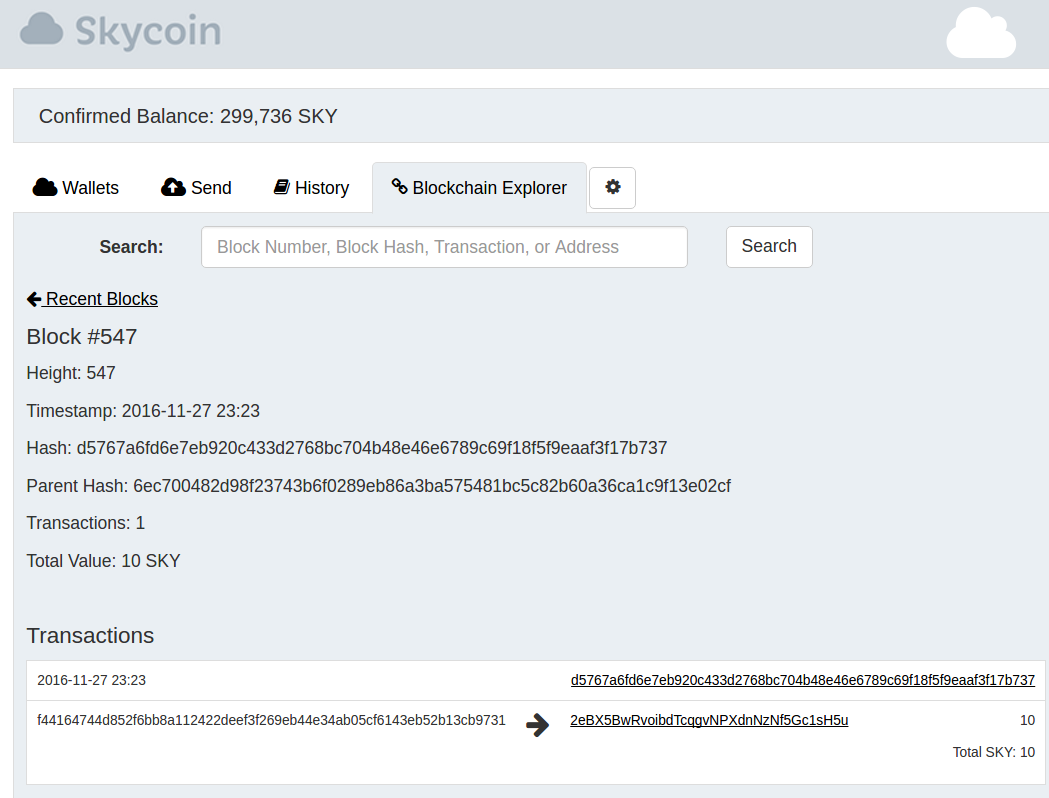 Skycoin
Confirmed Balance: 299,736 SKY
Wallets Send History Blockchain Explorer
Search: Block Number, Block Hash, Transaction, or Address Search
Recent Blocks
Block #547
Height: 547
Timestamp: 2016-11-27 23:23
Hash: d5767a6fd6e7eb920c433d2768bc704b48e46e6789c69f18f5f9eaaf3f17b737
Parent Hash: 6ec700482d98f23743b6f0289eb86a3ba575481bc5c82b60a36ca1c9f13e02cf
Transactions: 1
Total Value: 10 SKY
Transactions
2016-11-27 23:23 d5767a6fd6e7eb920c433d2768bc704b48e46e6789c69f18f5f9eaaf3f17b737
f44164744d852f6bb8a112422deef3f269eb44e34ab05cf6143eb52b13cb9731 2eBX5BwRvoibdTcqgvNPXdnNzNf5Gc1sH5u 10
Total SKY: 10